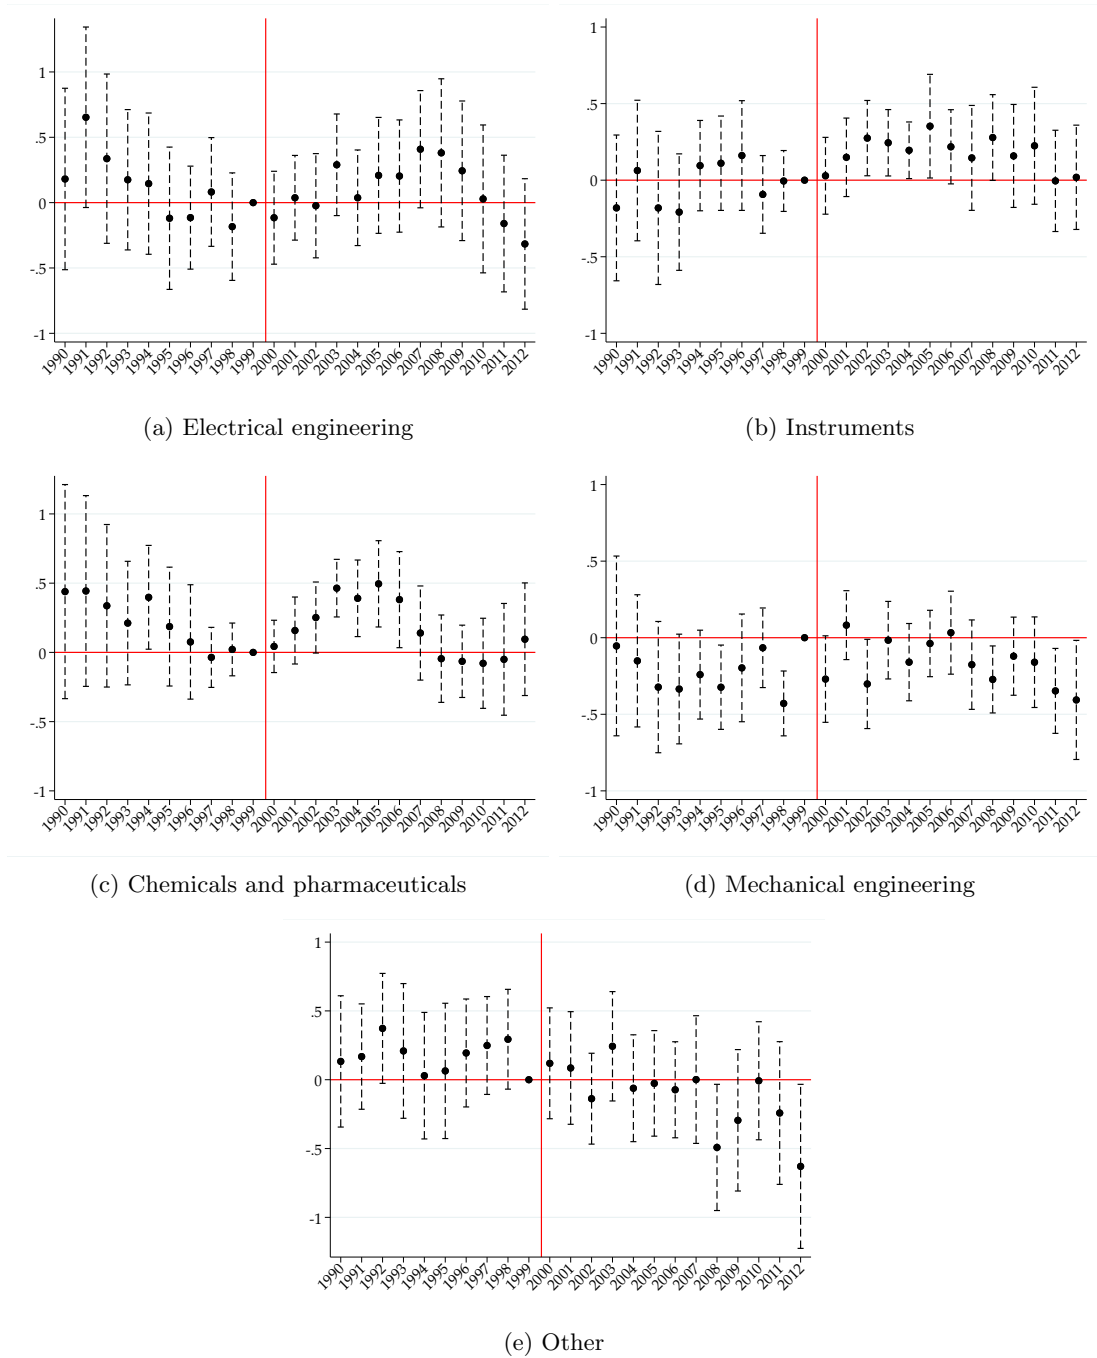 1
.5
0
-.5
-1
1990 1991 1992 1993 1994 1995 1996 1997 1998 1999 2000 2001 2002 2003 2004 2005 2006 2007 2008 2009 2010 2011 2012
(a) Electrical engineering
1
.5
0
-.5
-1
1990 1991 1992 1993 1994 1995 1996 1997 1998 1999 2000 2001 2002 2003 2004 2005 2006 2007 2008 2009 2010 2011 2012
(b) Instruments
1
.5
0
-.5
-1
1990 1991 1992 1993 1994 1995 1996 1997 1998 1999 2000 2001 2002 2003 2004 2005 2006 2007 2008 2009 2010 2011 2012
(c) Chemicals and pharmaceuticals
1
.5
0
-.5
-1
1990 1991 1992 1993 1994 1995 1996 1997 1998 1999 2000 2001 2002 2003 2004 2005 2006 2007 2008 2009 2010 2011 2012
(d) Mechanical engineering
1
.5
0
-.5
-1
1990 1991 1992 1993 1994 1995 1996 1997 1998 1999 2000 2001 2002 2003 2004 2005 2006 2007 2008 2009 2010 2011 2012
(e) Other